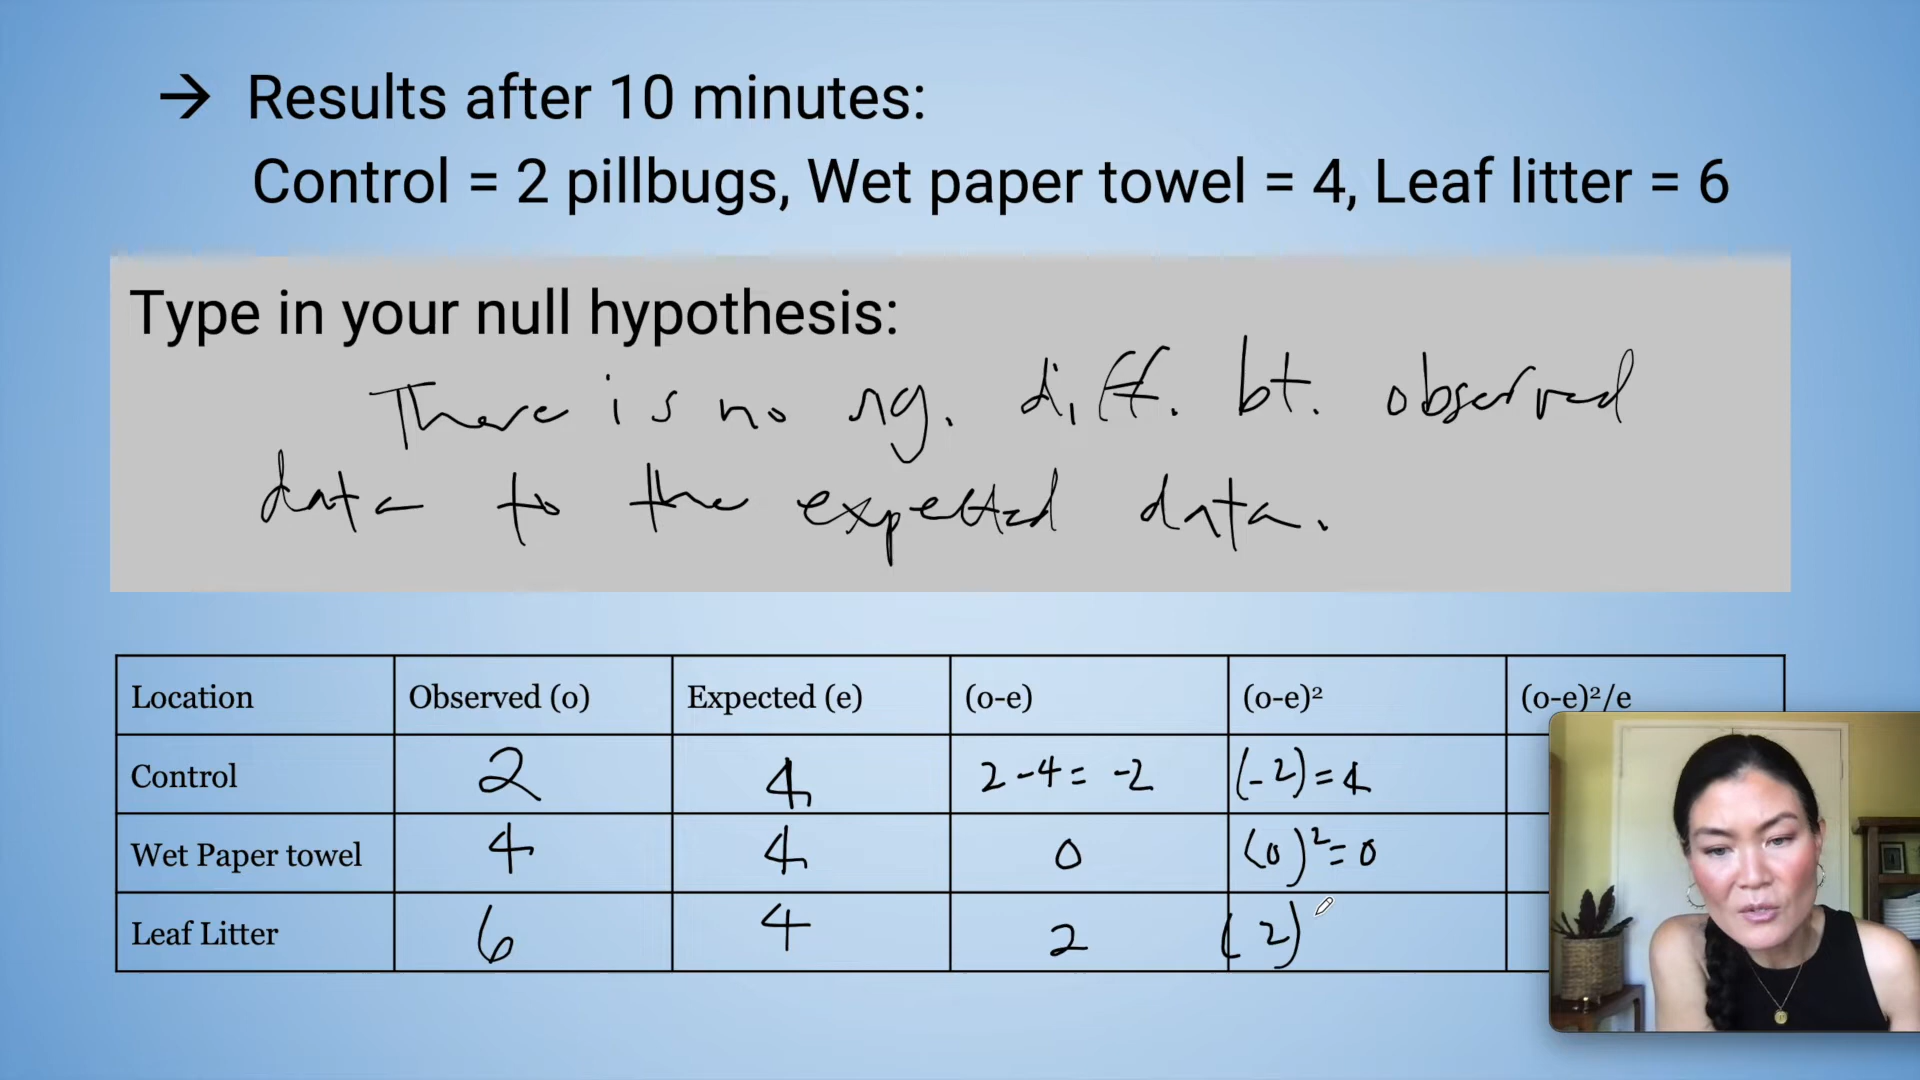 → Results after 10 minutes:
Control = 2 pillbugs, Wet paper towel = 4, Leaf litter = 6
Type in your null hypothesis:
There is no sig. diff. bt. observed
data to the expected data.
Location Observed (o) Expected (e) (o-e) (o-e)²  (o-e)²/e
Control 2 4 2-4= -2 (-2)=4
Wet Paper towel 4 4 0 (0)²=0
Leaf Litter 6 4 2 (2)